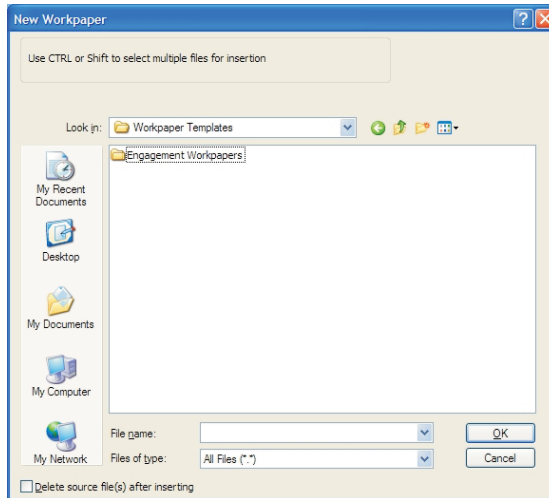 New Workpaper
Use CTRL or Shift to select multiple files for insertion
Look in: Workpaper Templates
Engagement Workpapers
My Recent
Documents
Desktop
My Documents
My Computer
My Network
File name:
OK
Files of type: All Files (*.*)
Cancel
Delete source file(s) after inserting